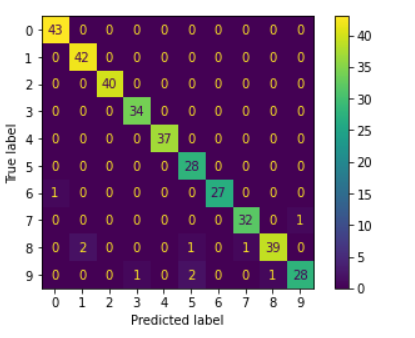 0 43 0 0 0 0 0 0 0 0 0
1 0 42 0 0 0 0 0 0 0 0
2 0 0 40 0 0 0 0 0 0 0
3 0 0 0 34 0 0 0 0 0 0
4 0 0 0 0 37 0 0 0 0 0
5 0 0 0 0 0 28 0 0 0 0
6 1 0 0 0 0 0 27 0 0 0
7 0 0 0 0 0 0 0 32 0 1
8 0 2 0 0 0 1 0 1 39 0
9 0 0 0 1 0 2 0 0 1 28
0 1 2 3 4 5 6 7 8 9
Predicted label
True label
40
35
30
25
20
15
10
5
0